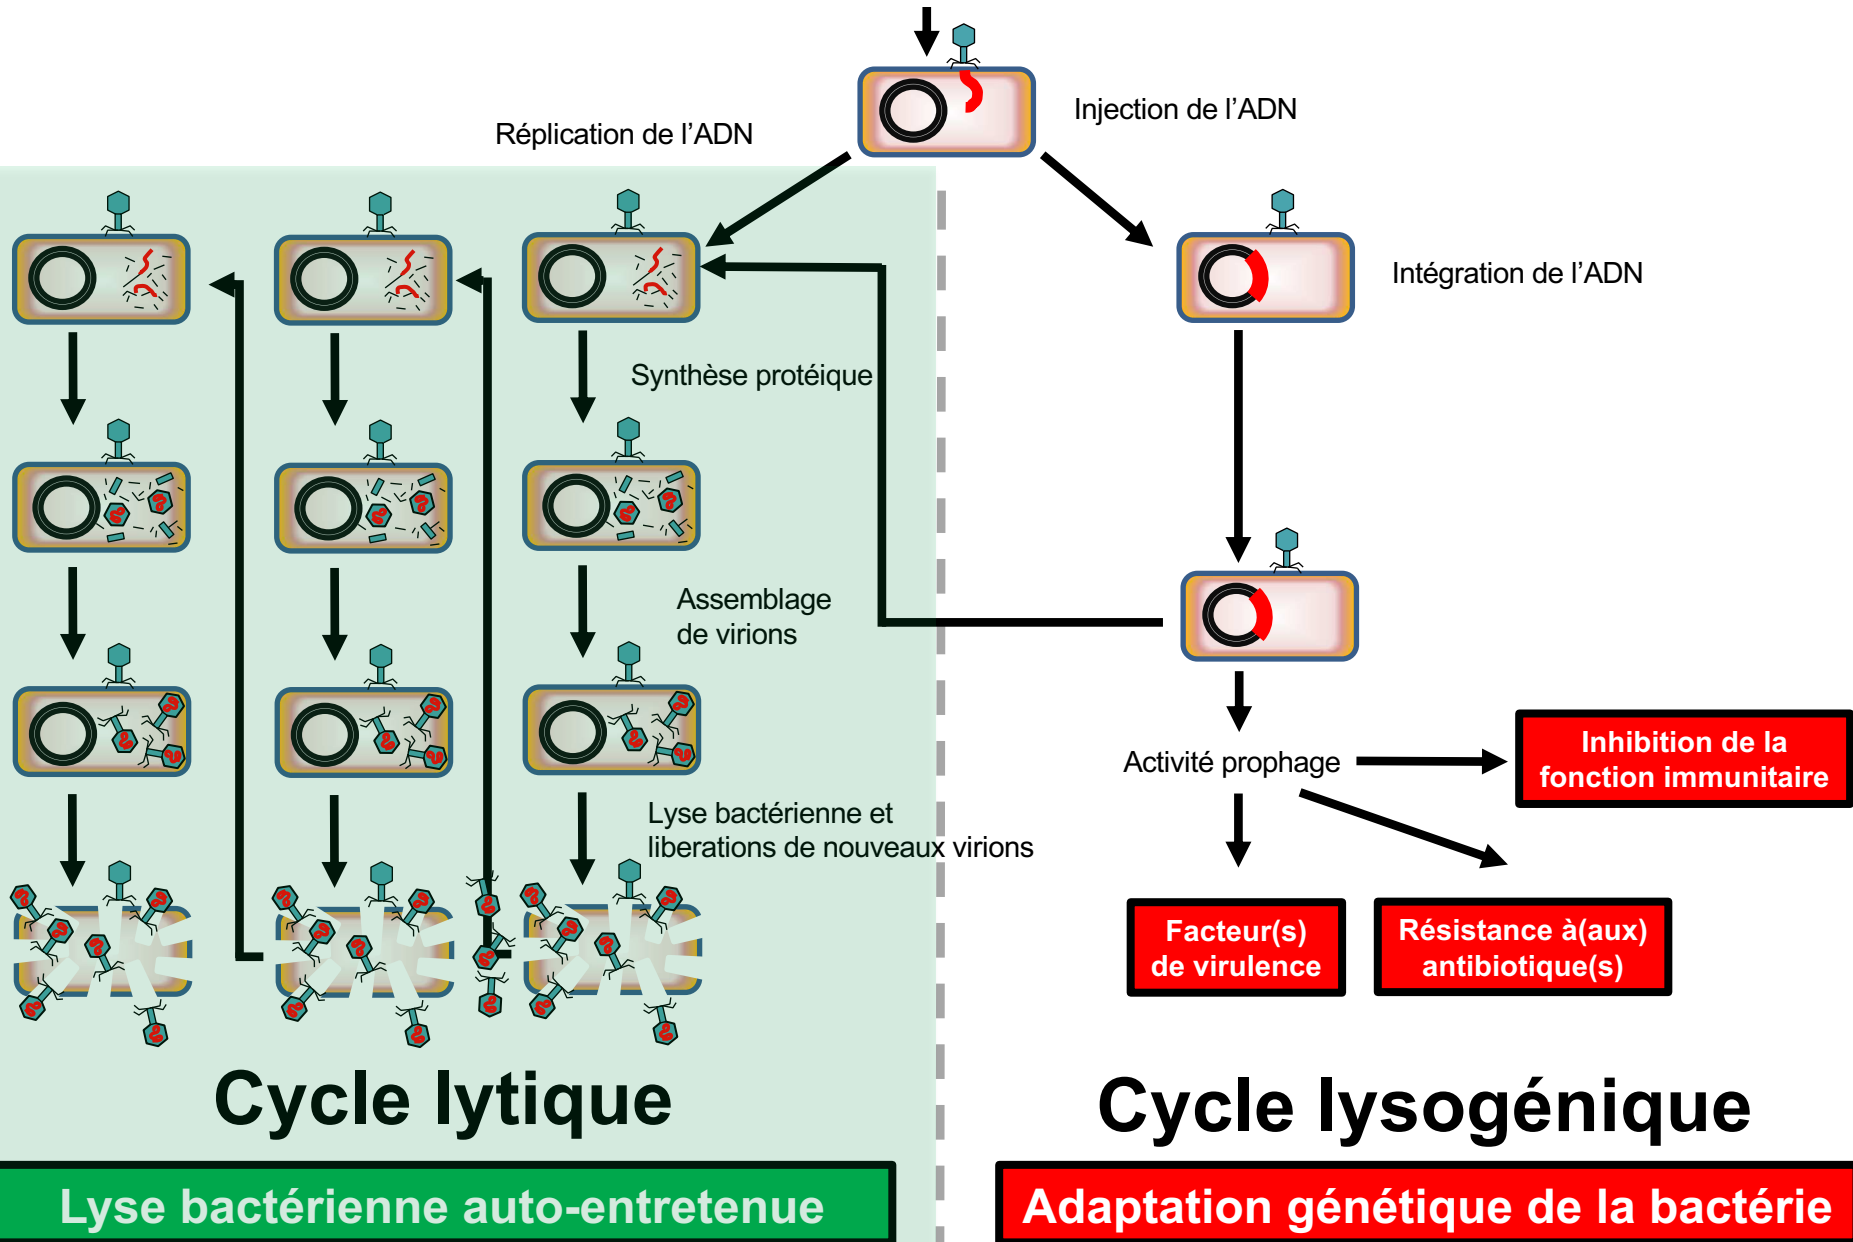 Injection de l’ADN
Réplication de l’ADN
Intégration de l’ADN
Synthèse protéique
Assemblage
de virions
Lyse bactérienne et
liberations de nouveaux virions
Activité prophage
Inhibition de la
fonction immunitaire
Facteur(s)
de virulence
Résistance à(aux)
antibiotique(s)
Cycle lytique
Cycle lysogénique
Lyse bactérienne auto-entretenue
Adaptation génétique de la bactérie